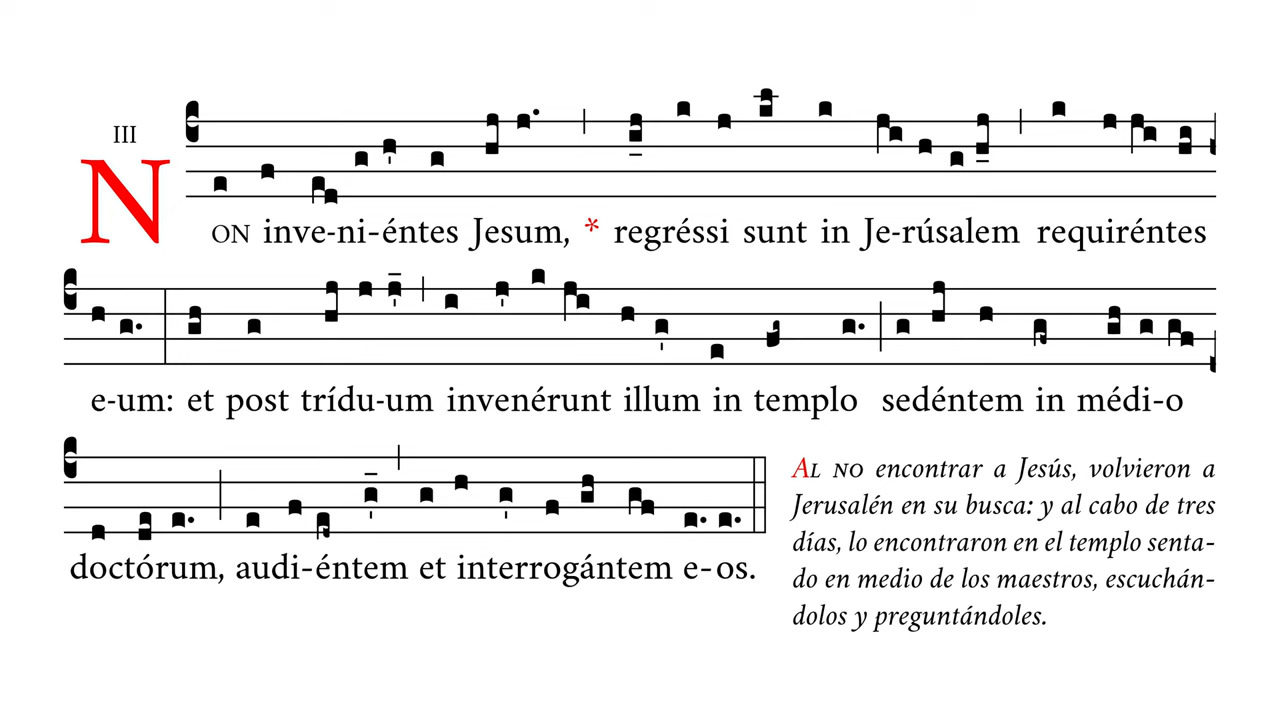 III
NON inve-ni-éntes Jesum, * regréssi sunt in Je-rúsalem requiréntes
e-um: et post trídu-um invenérunt illum in templo sedéntem in médi-o
doctórum, audi-éntem et interrogántem e-os.
AL NO encontrar a Jesús, volvieron a
Jerusalén en su busca: y al cabo de tres
días, lo encontraron en el templo senta-
do en medio de los maestros, escuchán-
dolos y preguntándoles.